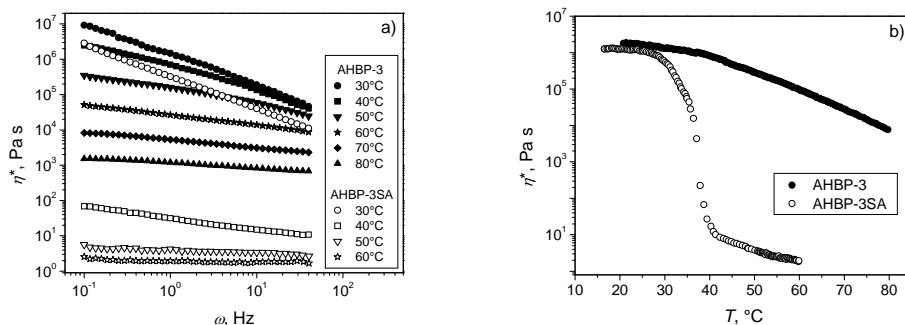 a)
10^7
10^6
10^5
10^4
10^3
10^2
10^1
10^0
η*, Pa s
10^-1
10^0
10^1
10^2
ω, Hz
AHBP-3
30°C
40°C
50°C
60°C
70°C
80°C
AHBP-3SA
30°C
40°C
50°C
60°C
b)
10^7
10^5
10^3
10^1
η*, Pa s
10
20
30
40
50
60
70
80
T, °C
AHBP-3
AHBP-3SA